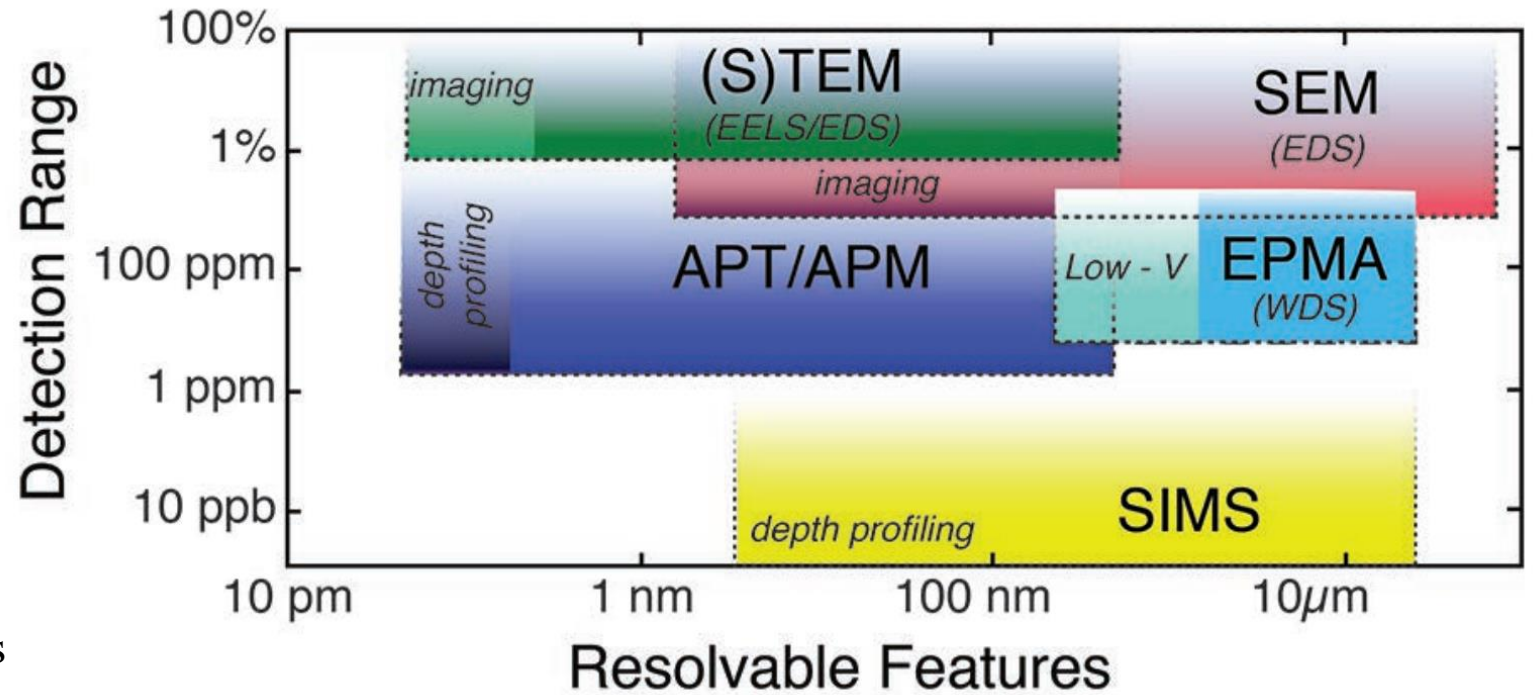 100%
1%
100 ppm
1 ppm
10 ppb
Detection Range
imaging
(S)TEM
(EELS/EDS)
SEM
(EDS)
imaging
depth
profiling
APT/APM
Low - V
EPMA
(WDS)
depth profiling
SIMS
10 pm
1 nm
100 nm
10µm
s
Resolvable Features